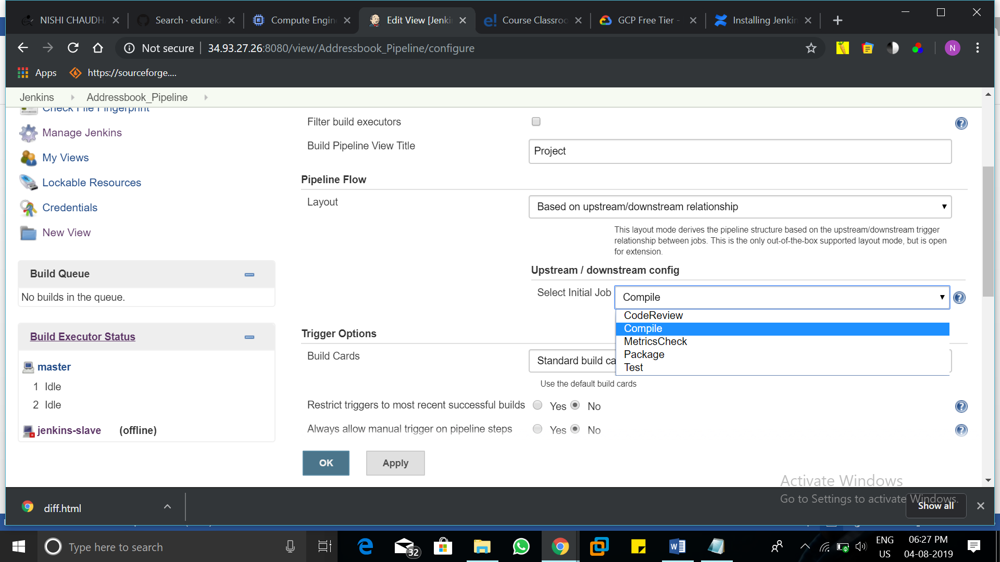 NISHI CHAUDH
Search · edureka
Compute Engin
Edit View [Jenki
e! Course Classroo
GCP Free Tier -
Installing Jenkin
Not secure | 34.93.27.26:8080/view/Addressbook_Pipeline/configure
N
Apps
https://sourceforge....
Jenkins
Addressbook_Pipeline
Check File Fingerprint
Manage Jenkins
My Views
Lockable Resources
Credentials
New View
Build Queue
No builds in the queue.
Build Executor Status
master
1 Idle
2 Idle
jenkins-slave (offline)
Filter build executors
Build Pipeline View Title
Project
Pipeline Flow
Layout
Based on upstream/downstream relationship
This layout mode derives the pipeline structure based on the upstream/downstream trigger
relationship between jobs. This is the only out-of-the-box supported layout mode, but is open
for extension.
Upstream / downstream config
Select Initial Job
Compile
CodeReview
Compile
MetricsCheck
Package
Test
Trigger Options
Build Cards
Standard build ca
Use the default build cards
Restrict triggers to most recent successful builds Yes No
Always allow manual trigger on pipeline steps Yes No
OK
Apply
Activate Windows
Go to Settings to activate Windows.
diff.html
Show all
Type here to search
32
ENG
US
06:27 PM
04-08-2019